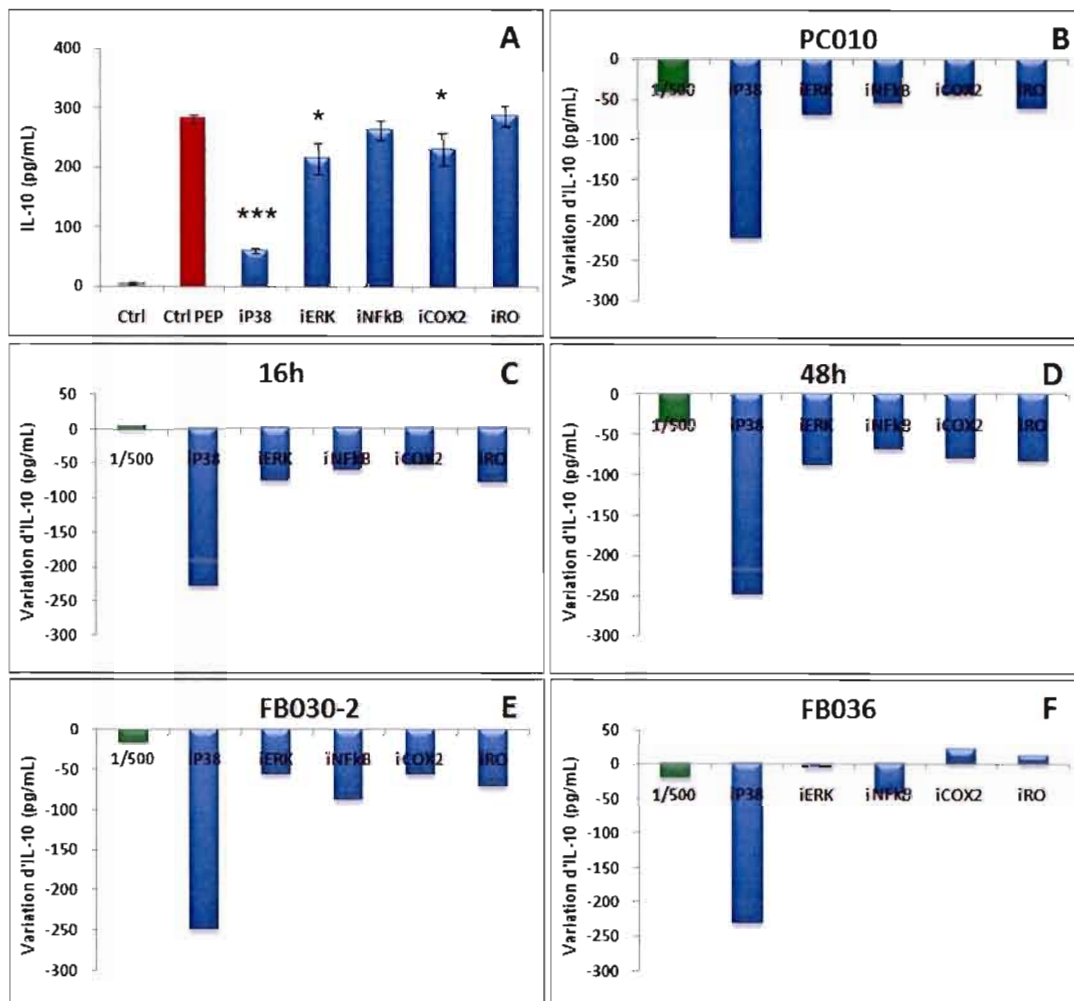 A
IL-10 (pg/mL)
400
300
200
100
0
***
*
*
Ctrl Ctrl PEP iP38 iERK iNFkB iCOX2 iRO
PC010 B
Variation d'IL-10 (pg/mL)
0
-50
-100
-150
-200
-250
-300
1/500 iP38 iERK iNFkB iCOX2 iRO
16h C
Variation d'IL-10 (pg/mL)
50
0
-50
-100
-150
-200
-250
-300
1/500 iP38 iERK iNFkB iCOX2 iRO
48h D
Variation d'IL-10 (pg/mL)
0
-50
-100
-150
-200
-250
-300
1/500 iP38 iERK iNFkB iCOX2 iRO
FB030-2 E
Variation d'IL-10 (pg/mL)
0
-50
-100
-150
-200
-250
-300
1/500 iP38 iERK iNFkB iCOX2 iRO
FB036 F
Variation d'IL-10 (pg/mL)
50
0
-50
-100
-150
-200
-250
-300
1/500 iP38 iERK iNFkB iCOX2 iRO